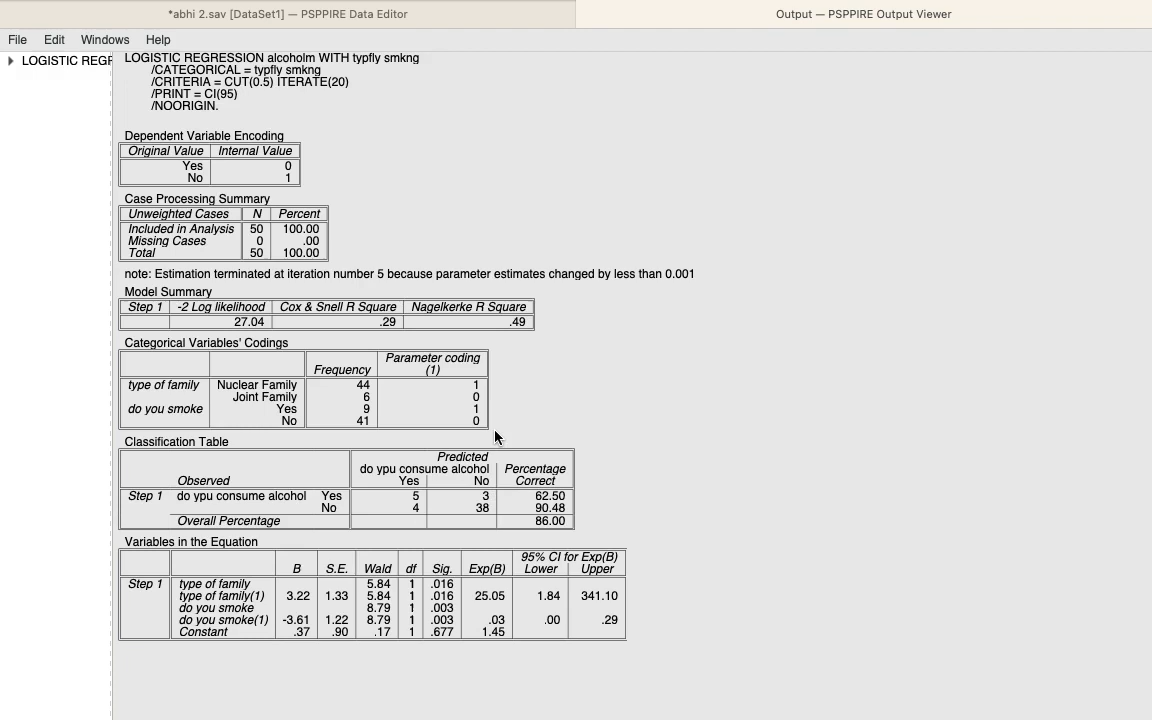 *abhi 2.sav [DataSet1] — PSPPIRE Data Editor
Output — PSPPIRE Output Viewer
File Edit Windows Help
LOGISTIC REGF
LOGISTIC REGRESSION alcoholm WITH typfly smkng
/CATEGORICAL = typfly smkng
/CRITERIA = CUT(0.5) ITERATE(20)
/PRINT = CI(95)
/NOORIGIN.
Dependent Variable Encoding
Original Value Internal Value
Yes 0
No 1
Case Processing Summary
Unweighted Cases N Percent
Included in Analysis 50 100.00
Missing Cases 0 .00
Total 50 100.00
note: Estimation terminated at iteration number 5 because parameter estimates changed by less than 0.001
Model Summary
Step 1 -2 Log likelihood Cox & Snell R Square Nagelkerke R Square
27.04 .29 .49
Categorical Variables' Codings
Parameter coding
Frequency (1)
type of family Nuclear Family 44 1
Joint Family 6 0
do you smoke Yes 9 1
No 41 0
Classification Table
Predicted
do ypu consume alcohol Percentage
Observed Yes No Correct
Step 1 do ypu consume alcohol Yes 5 3 62.50
No 4 38 90.48
Overall Percentage 86.00
Variables in the Equation
95% CI for Exp(B)
B S.E. Wald df Sig. Exp(B) Lower Upper
Step 1 type of family 5.84 1 .016
type of family(1) 3.22 1.33 5.84 1 .016 25.05 1.84 341.10
do you smoke 8.79 1 .003
do you smoke(1) -3.61 1.22 8.79 1 .003 .03 .00 .29
Constant .37 .90 .17 1 .677 1.45